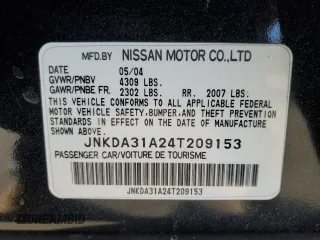 MFD.BY NISSAN MOTOR CO.,LTD
DATE 05/04
GVWR/PNBV 4309 LBS.
GAWR/PNBE FR. 2302 LBS. RR. 2007 LBS.
THIS VEHICLE CONFORMS TO ALL APPLICABLE FEDERAL
MOTOR VEHICLE SAFETY,BUMPER,AND THEFT PREVENTION
STANDARDS IN EFFECT ON THE DATE OF MANUFACTURE
SHOWN ABOVE.
JNKDA31A24T209153
PASSENGER CAR/VOITURE DE TOURISME
JNKDA31A24T209153